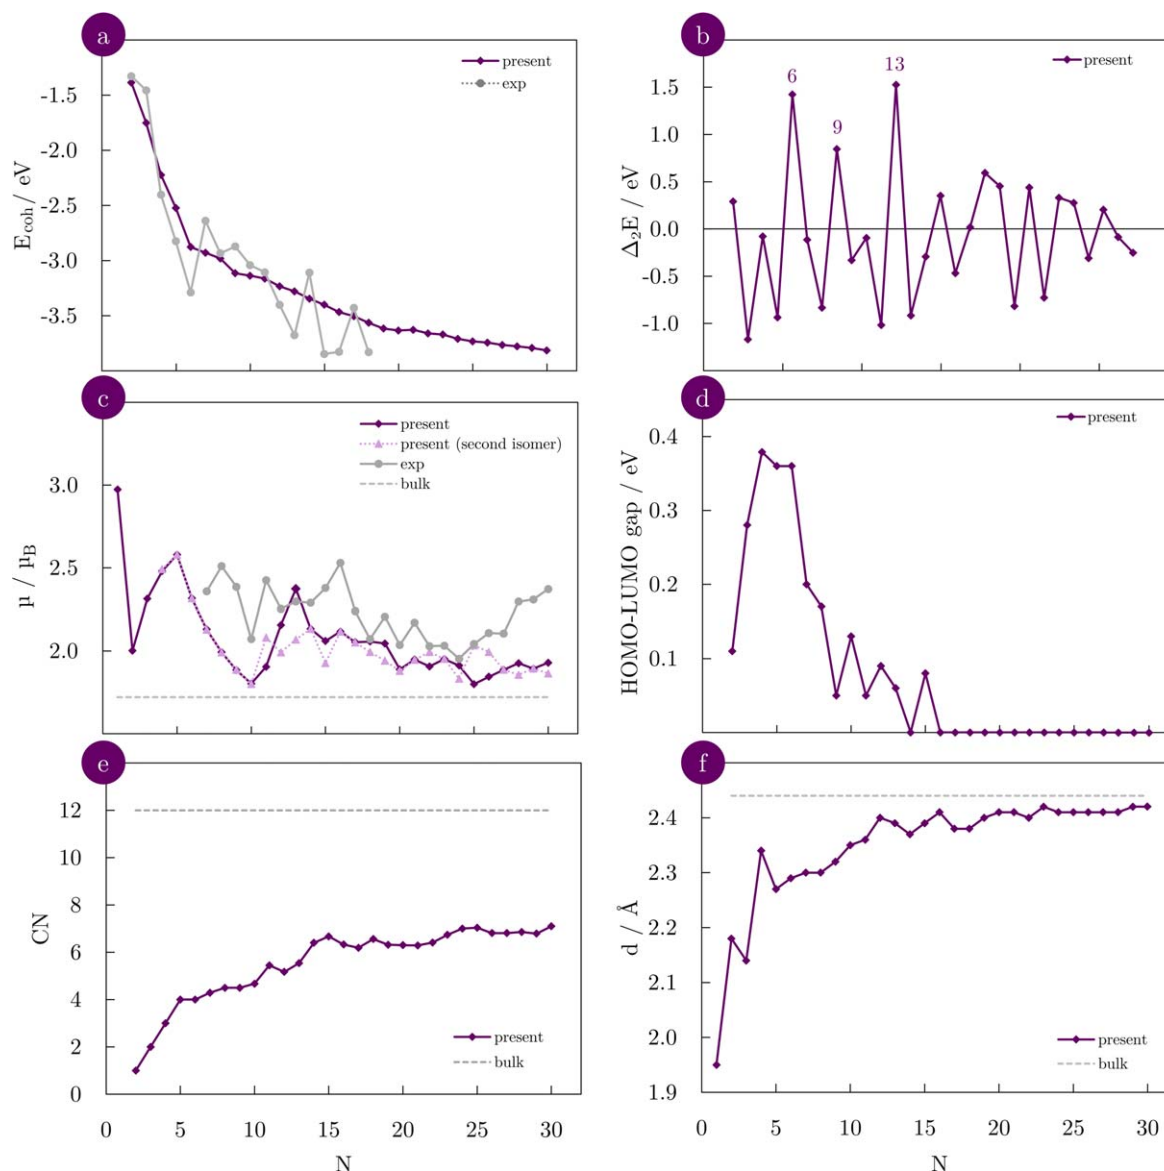 a
present
exp
-1.5
-2.0
-2.5
-3.0
-3.5
E_coh / eV
b
present
6
13
9
1.5
1.0
0.5
0.0
-0.5
-1.0
Δ₂E / eV
c
present
present (second isomer)
exp
bulk
3.0
2.5
2.0
μ / μ_B
d
present
0.4
0.3
0.2
0.1
HOMO-LUMO gap / eV
e
12
10
8
6
4
2
0
CN
present
bulk
0 5 10 15 20 25 30
N
f
2.4
2.3
2.2
2.1
2.0
1.9
d / Å
present
bulk
0 5 10 15 20 25 30
N